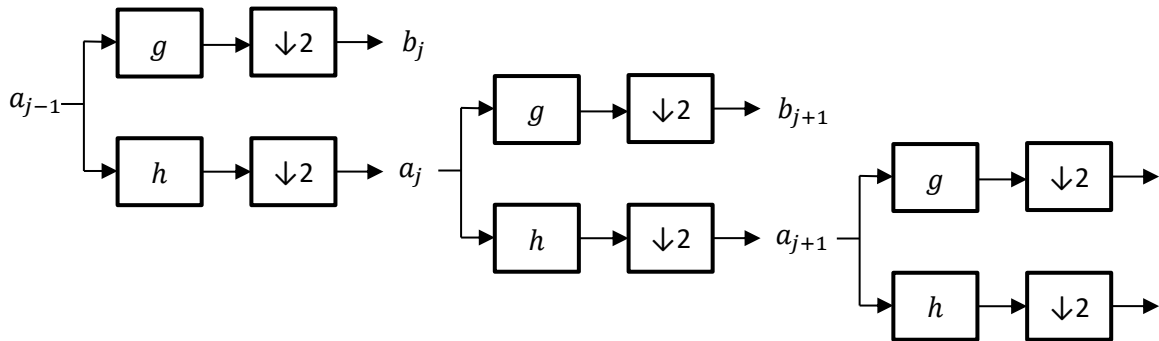 g ↓2 b_j
a_{j−1}
g ↓2 b_{j+1}
h ↓2 a_j
g ↓2
h ↓2 a_{j+1}
h ↓2